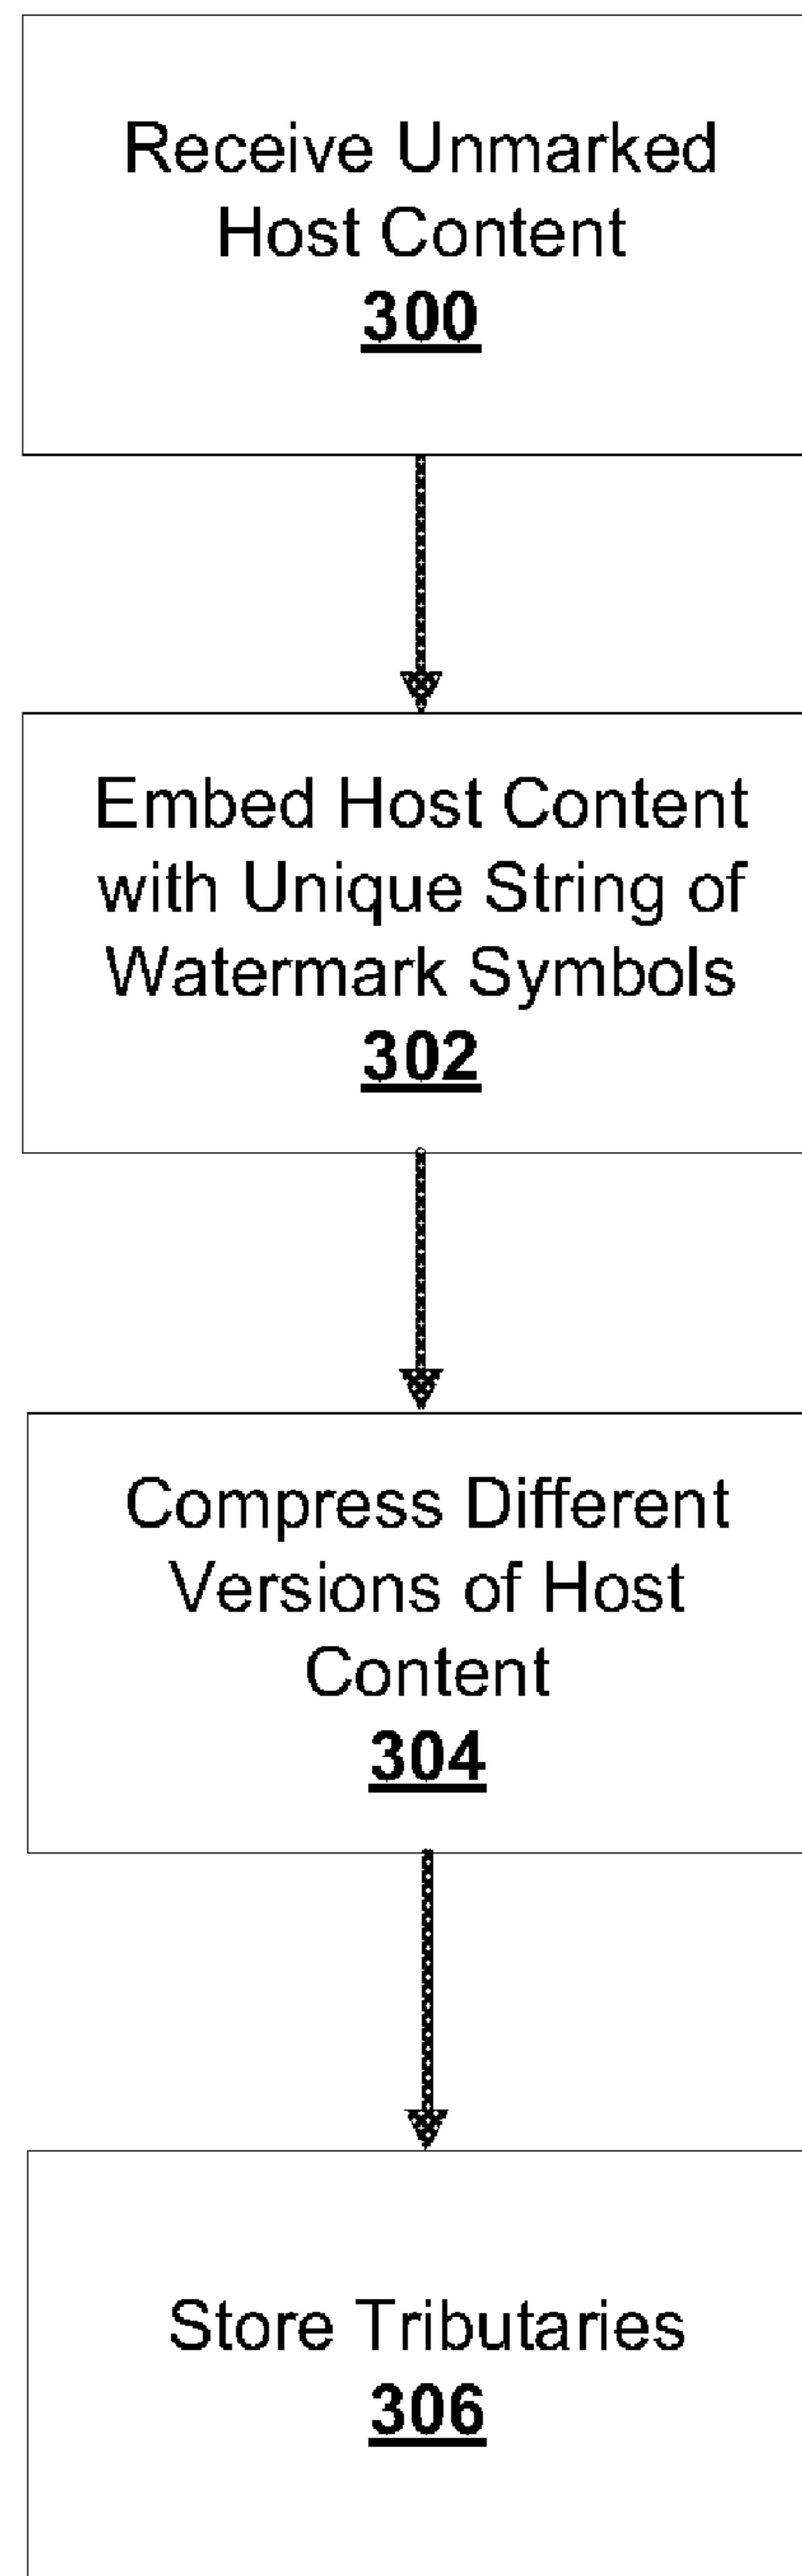 Receive Unmarked
Host Content
300
Embed Host Content
with Unique String of
Watermark Symbols
302
Compress Different
Versions of Host
Content
304
Store Tributaries
306